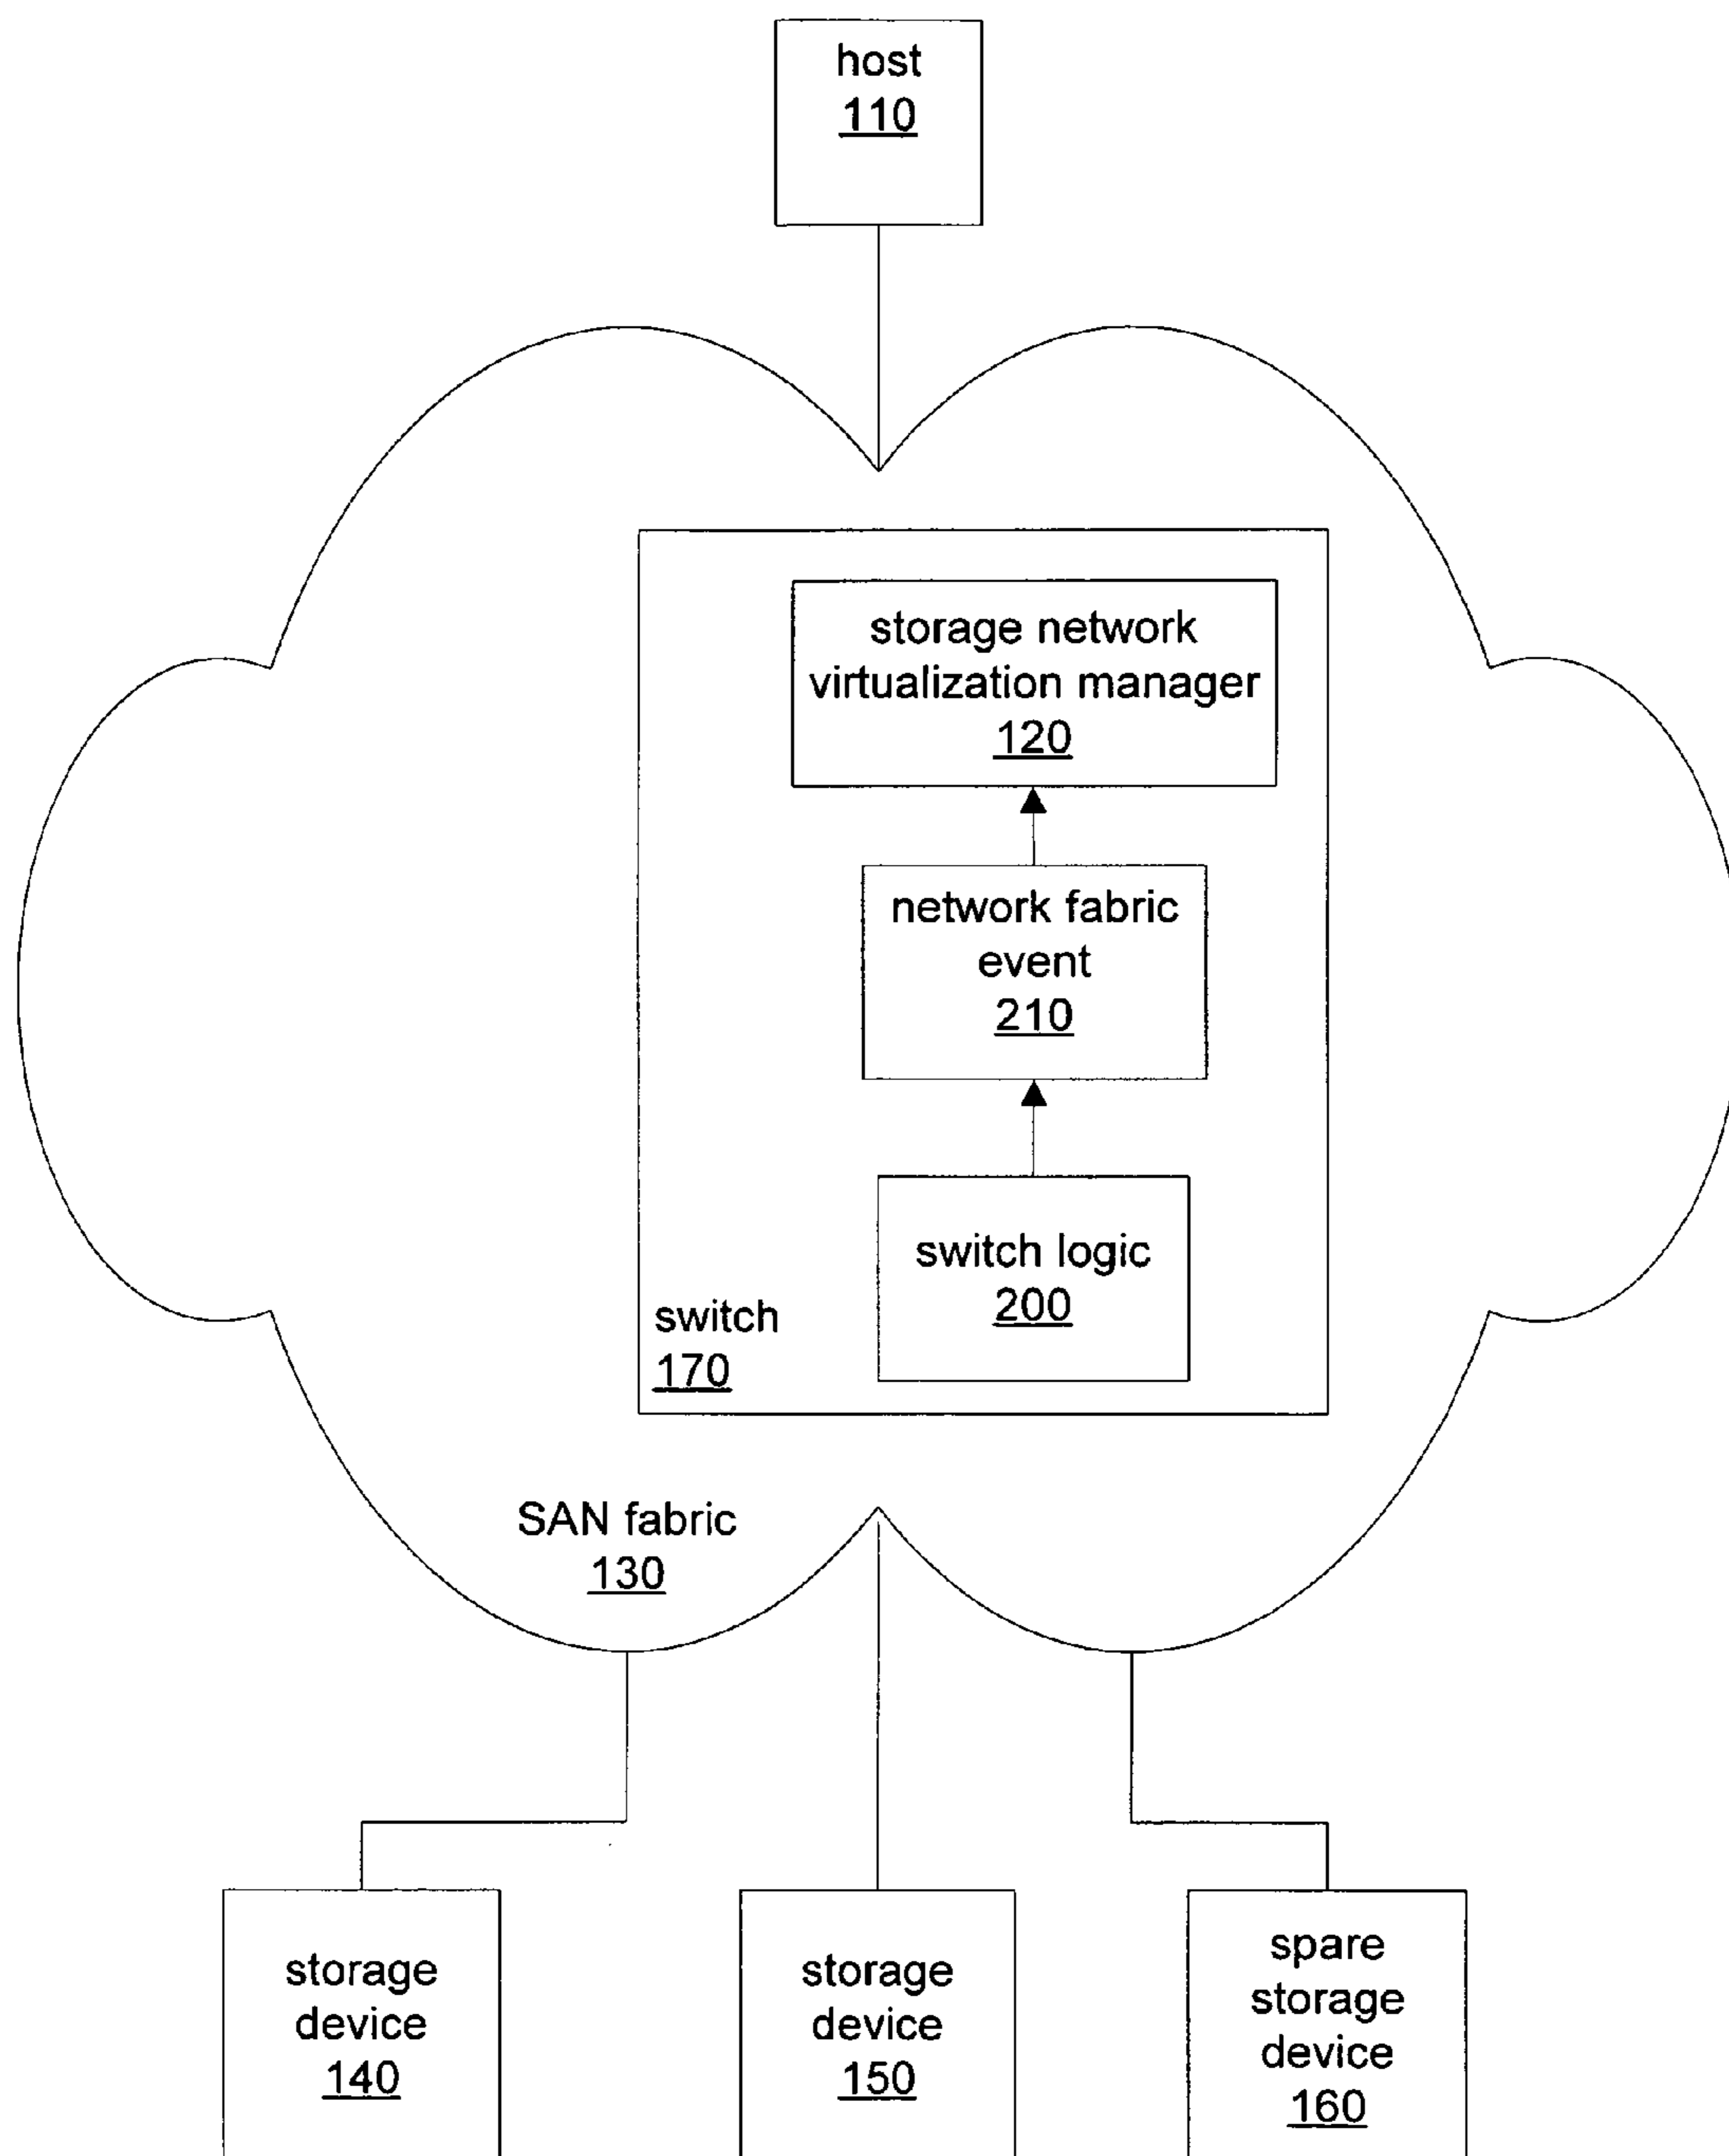 host
110
storage network
virtualization manager
120
network fabric
event
210
switch logic
200
switch
170
SAN fabric
130
storage
device
140
storage
device
150
spare
storage
device
160